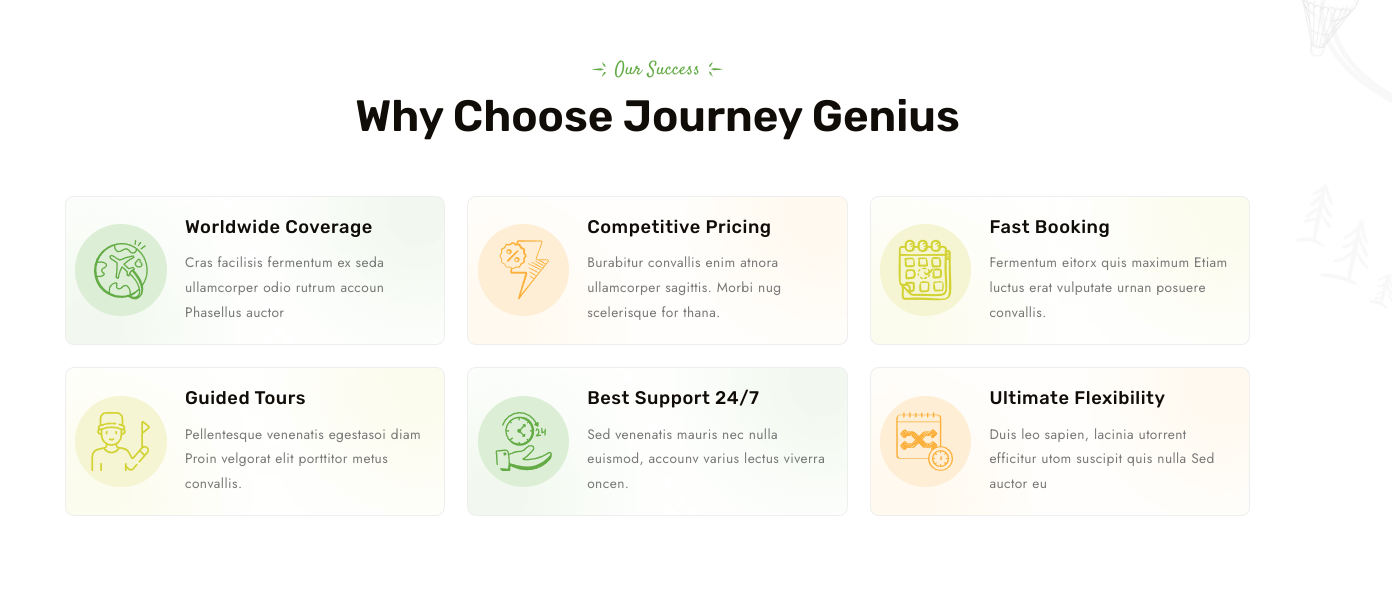 Our Success
Why Choose Journey Genius
Worldwide Coverage
Cras facilisis fermentum ex seda
ullamcorper odio rutrum accoun
Phasellus auctor
Competitive Pricing
Burabitur convallis enim atnora
ullamcorper sagittis. Morbi nug
scelerisque for thana.
Fast Booking
Fermentum eitorx quis maximum Etiam
luctus erat vulputate urnan posuere
convallis.
Guided Tours
Pellentesque venenatis egestasoi diam
Proin velgorat elit porttitor metus
convallis.
24
Best Support 24/7
Sed venenatis mauris nec nulla
euismod, accounv varius lectus viverra
oncen.
Ultimate Flexibility
Duis leo sapien, lacinia utorrent
efficitur utom suscipit quis nulla Sed
auctor eu